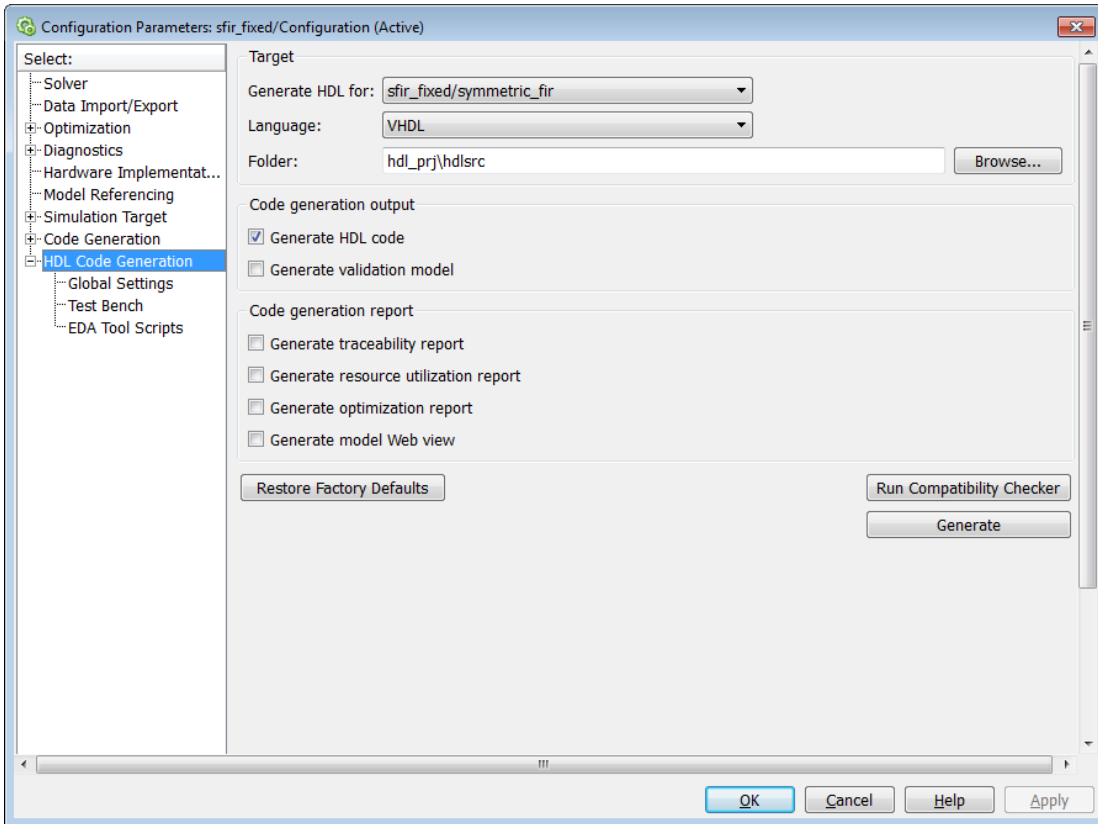 Configuration Parameters: sfir_fixed/Configuration (Active)
Select:
Solver
Data Import/Export
Optimization
Diagnostics
Hardware Implementat...
Model Referencing
Simulation Target
Code Generation
HDL Code Generation
Global Settings
Test Bench
EDA Tool Scripts
Target
Generate HDL for: sfir_fixed/symmetric_fir
Language: VHDL
Folder: hdl_prj\hdlsrc Browse...
Code generation output
Generate HDL code
Generate validation model
Code generation report
Generate traceability report
Generate resource utilization report
Generate optimization report
Generate model Web view
Restore Factory Defaults Run Compatibility Checker
Generate
OK Cancel Help Apply